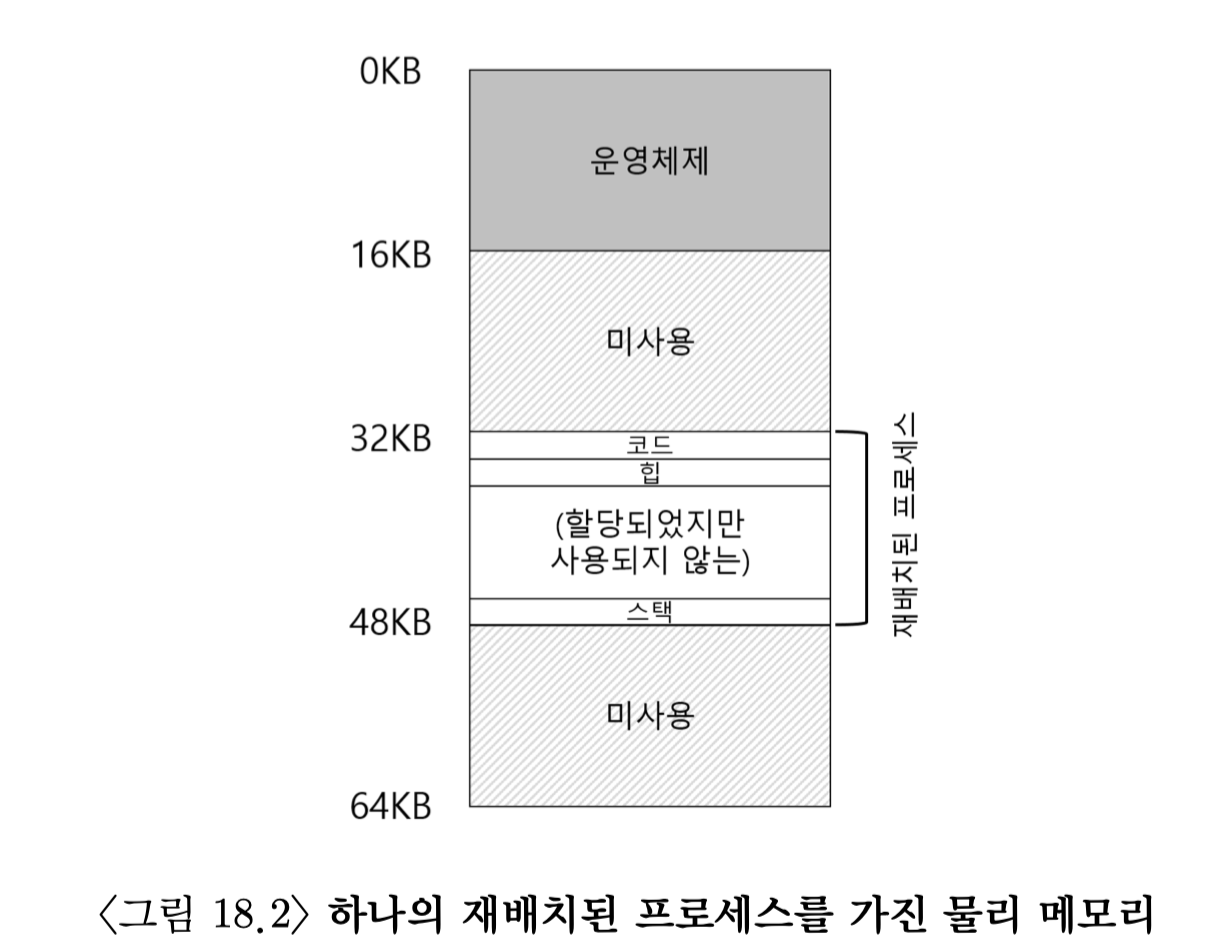 0KB
운영체제
16KB
미사용
32KB
코드
힙
(할당되었지만
사용되지 않는)
스택
48KB
재배치된 프로세스
미사용
64KB
〈그림 18.2〉 하나의 재배치된 프로세스를 가진 물리 메모리